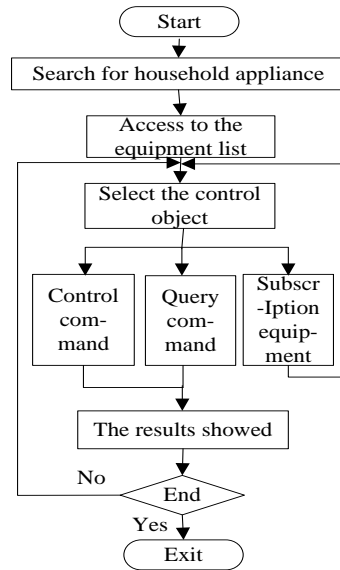 Start
Search for household appliance
Access to the
equipment list
Select the control
object
Control
com-
mand
Query
com-
mand
Subscr
-Iption
equip-
ment
The results showed
No
End
Yes
Exit